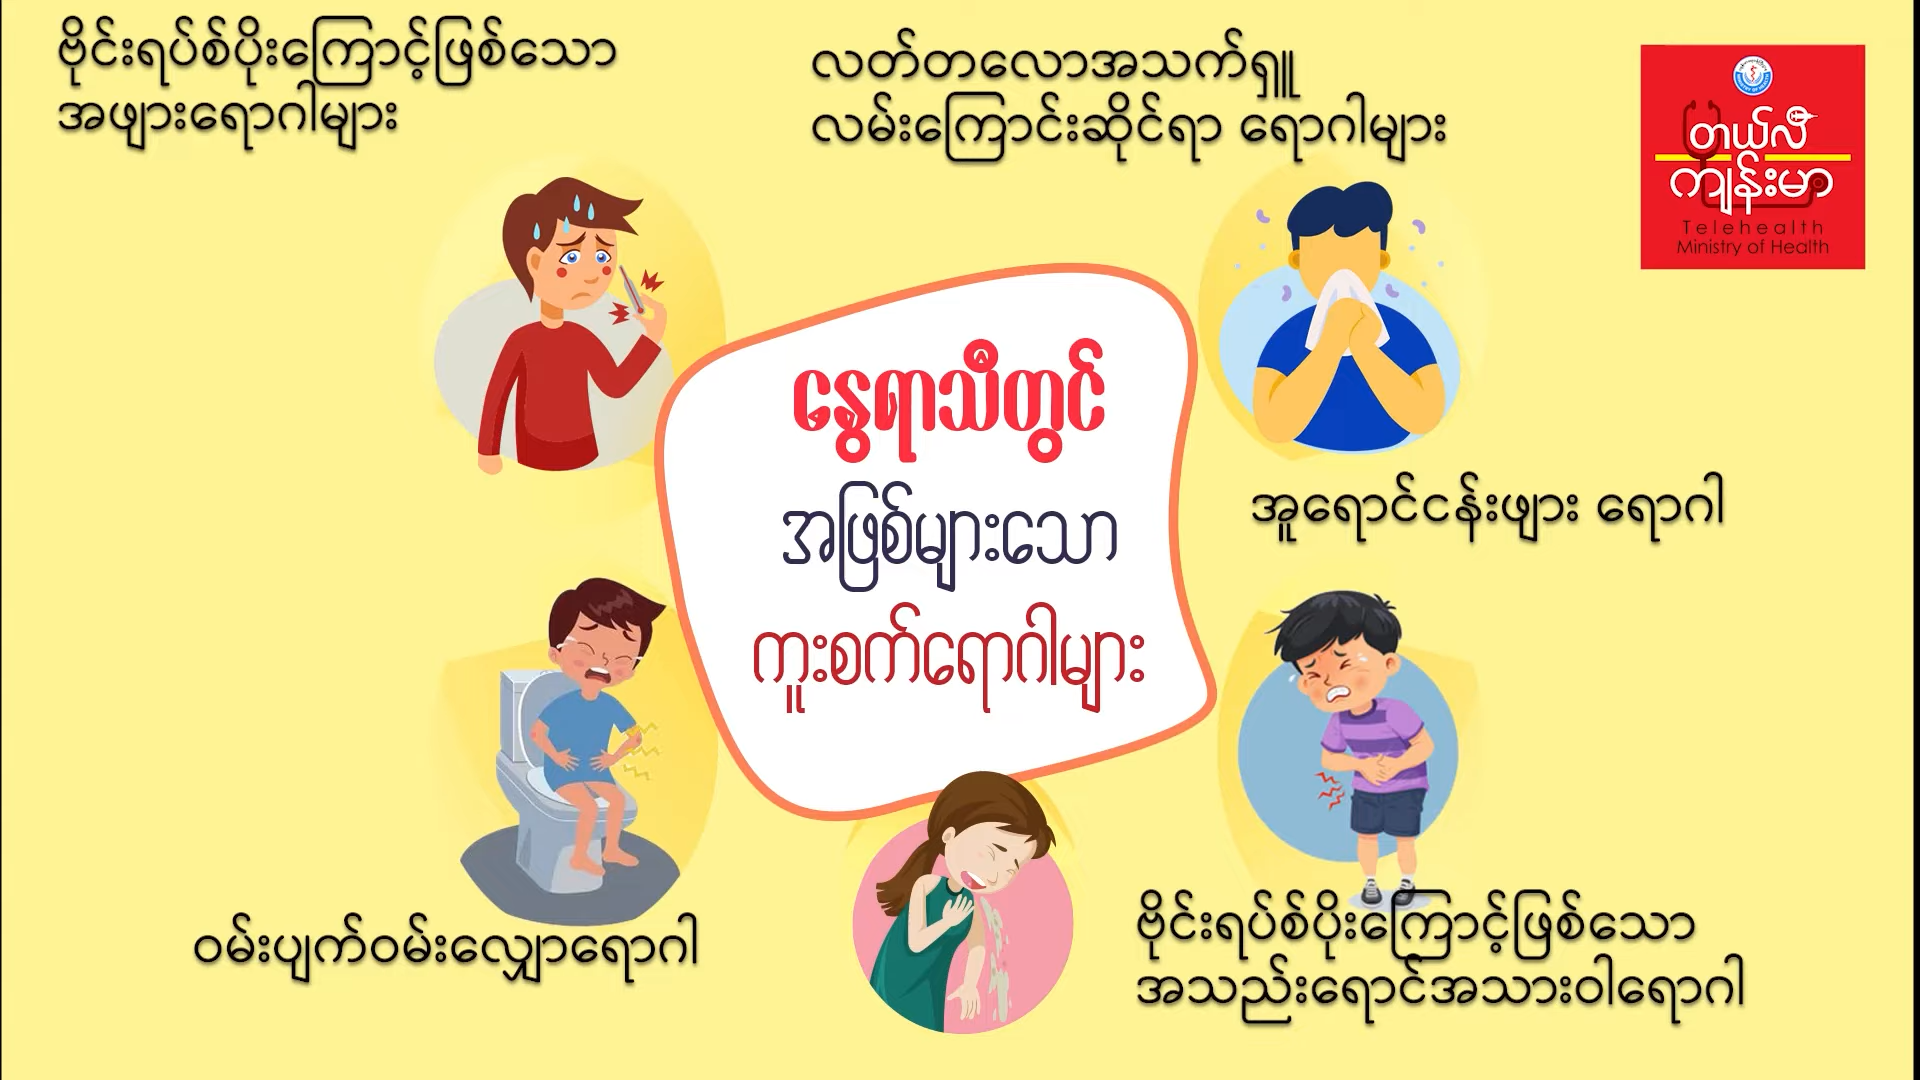 ဗိုင်းရပ်စ်ပိုးကြောင့်ဖြစ်သော
အဖျားရောဂါများ
လတ်တလောအသက်ရှူ
လမ်းကြောင်းဆိုင်ရာ ရောဂါများ
တယ်လီ
ကျန်းမာ
Telehealth
Ministry of Health
နွေရာသီတွင်
အဖြစ်များသော
ကူးစက်ရောဂါများ
အူရောင်ငန်းဖျား ရောဂါ
ဝမ်းပျက်ဝမ်းလျှောရောဂါ
ဗိုင်းရပ်စ်ပိုးကြောင့်ဖြစ်သော
အသည်းရောင်အသားဝါရောဂါ